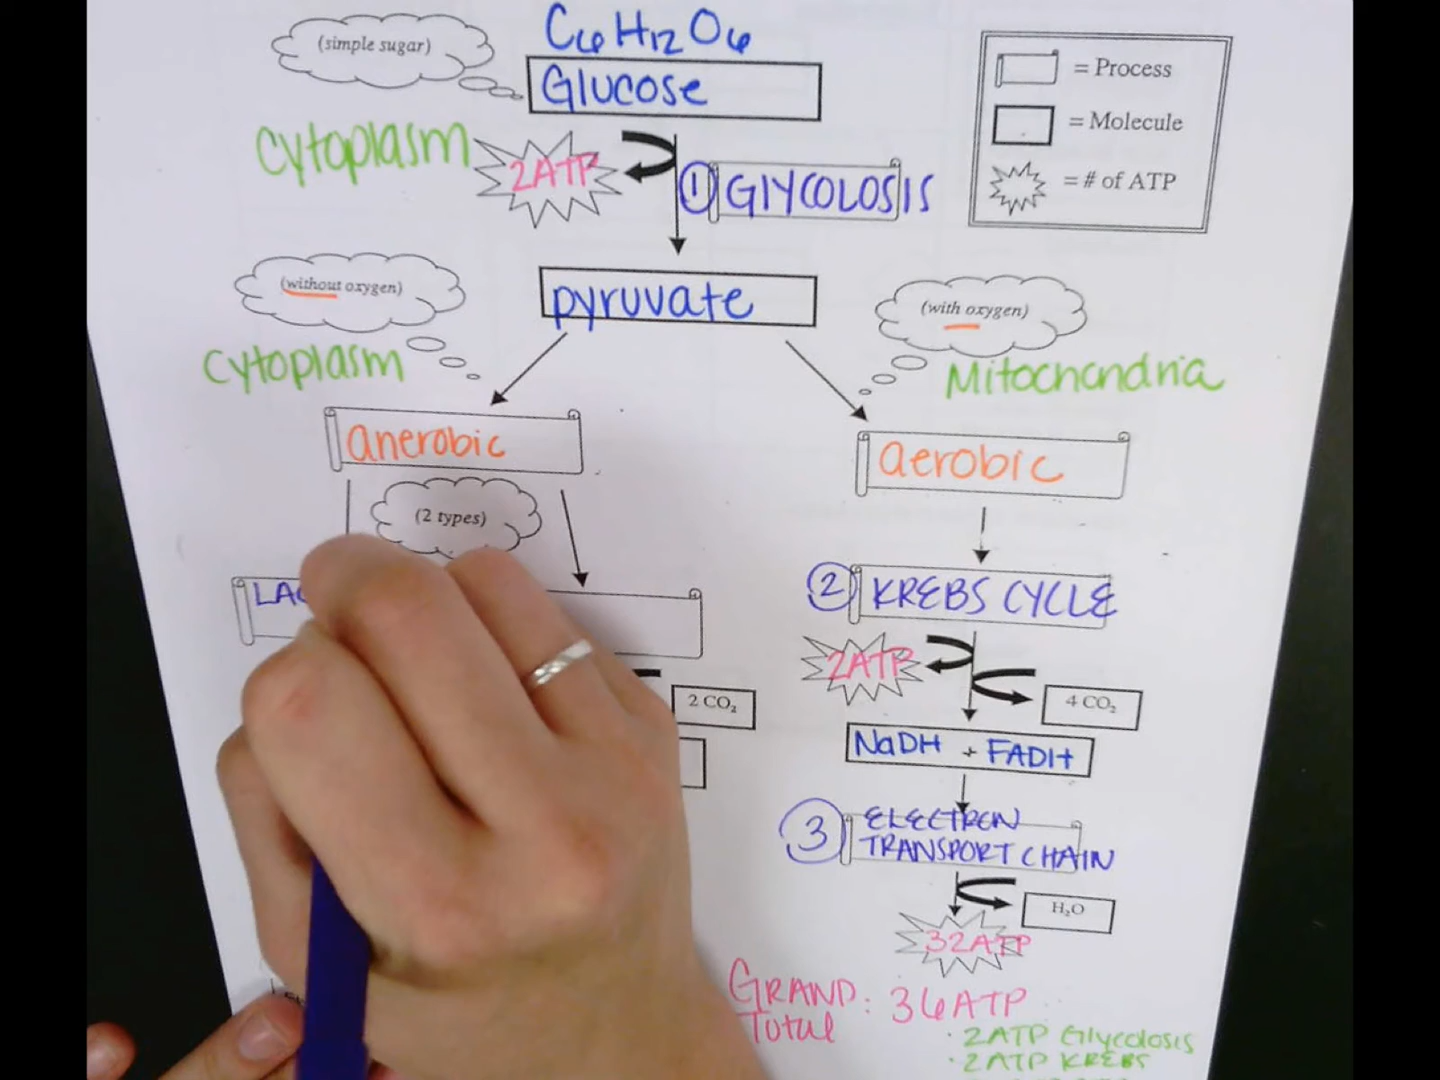 C6H12O6
(simple sugar)
Glucose
= Process
= Molecule
= # of ATP
Cytoplasm
2ATP
1 GlYCOLOSIS
(without oxygen)
pyruvate
(with oxygen)
Cytoplasm
Mitochondria
anerobic
aerobic
(2 types)
LAC
2 KREBS CYCLE
2ATP
2 CO₂
4 CO₂
NaDH + FADH
3 ELECTRON
TRANSPORT CHAIN
H₂O
32ATP
GRAND : 36ATP
Total
· 2ATP Glycolosis
· 2ATP KREBS